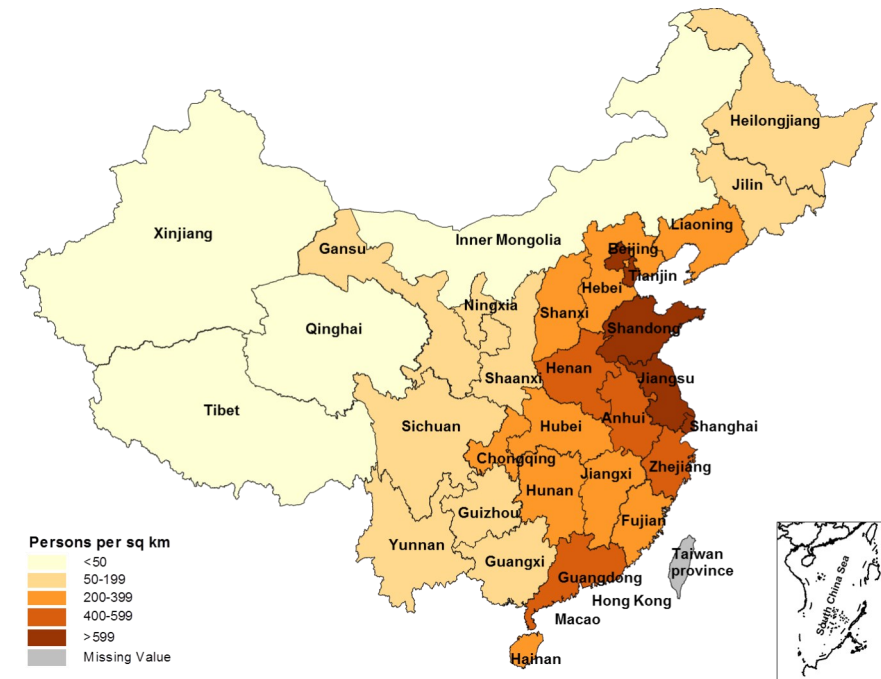 Heilongjiang
Jilin
Liaoning
Xinjiang
Gansu
Inner Mongolia
Beijing
Tianjin
Hebei
Ningxia
Shanxi
Qinghai
Shandong
Henan
Shaanxi
Jiangsu
Tibet
Sichuan
Anhui
Hubei
Shanghai
Chongqing
Zhejiang
Jiangxi
Hunan
Guizhou
Fujian
Yunnan
Guangxi
Taiwan
province
Guangdong
Hong Kong
Macao
Hainan
Persons per sq km
<50
50-199
200-399
400-599
>599
Missing Value
South China Sea